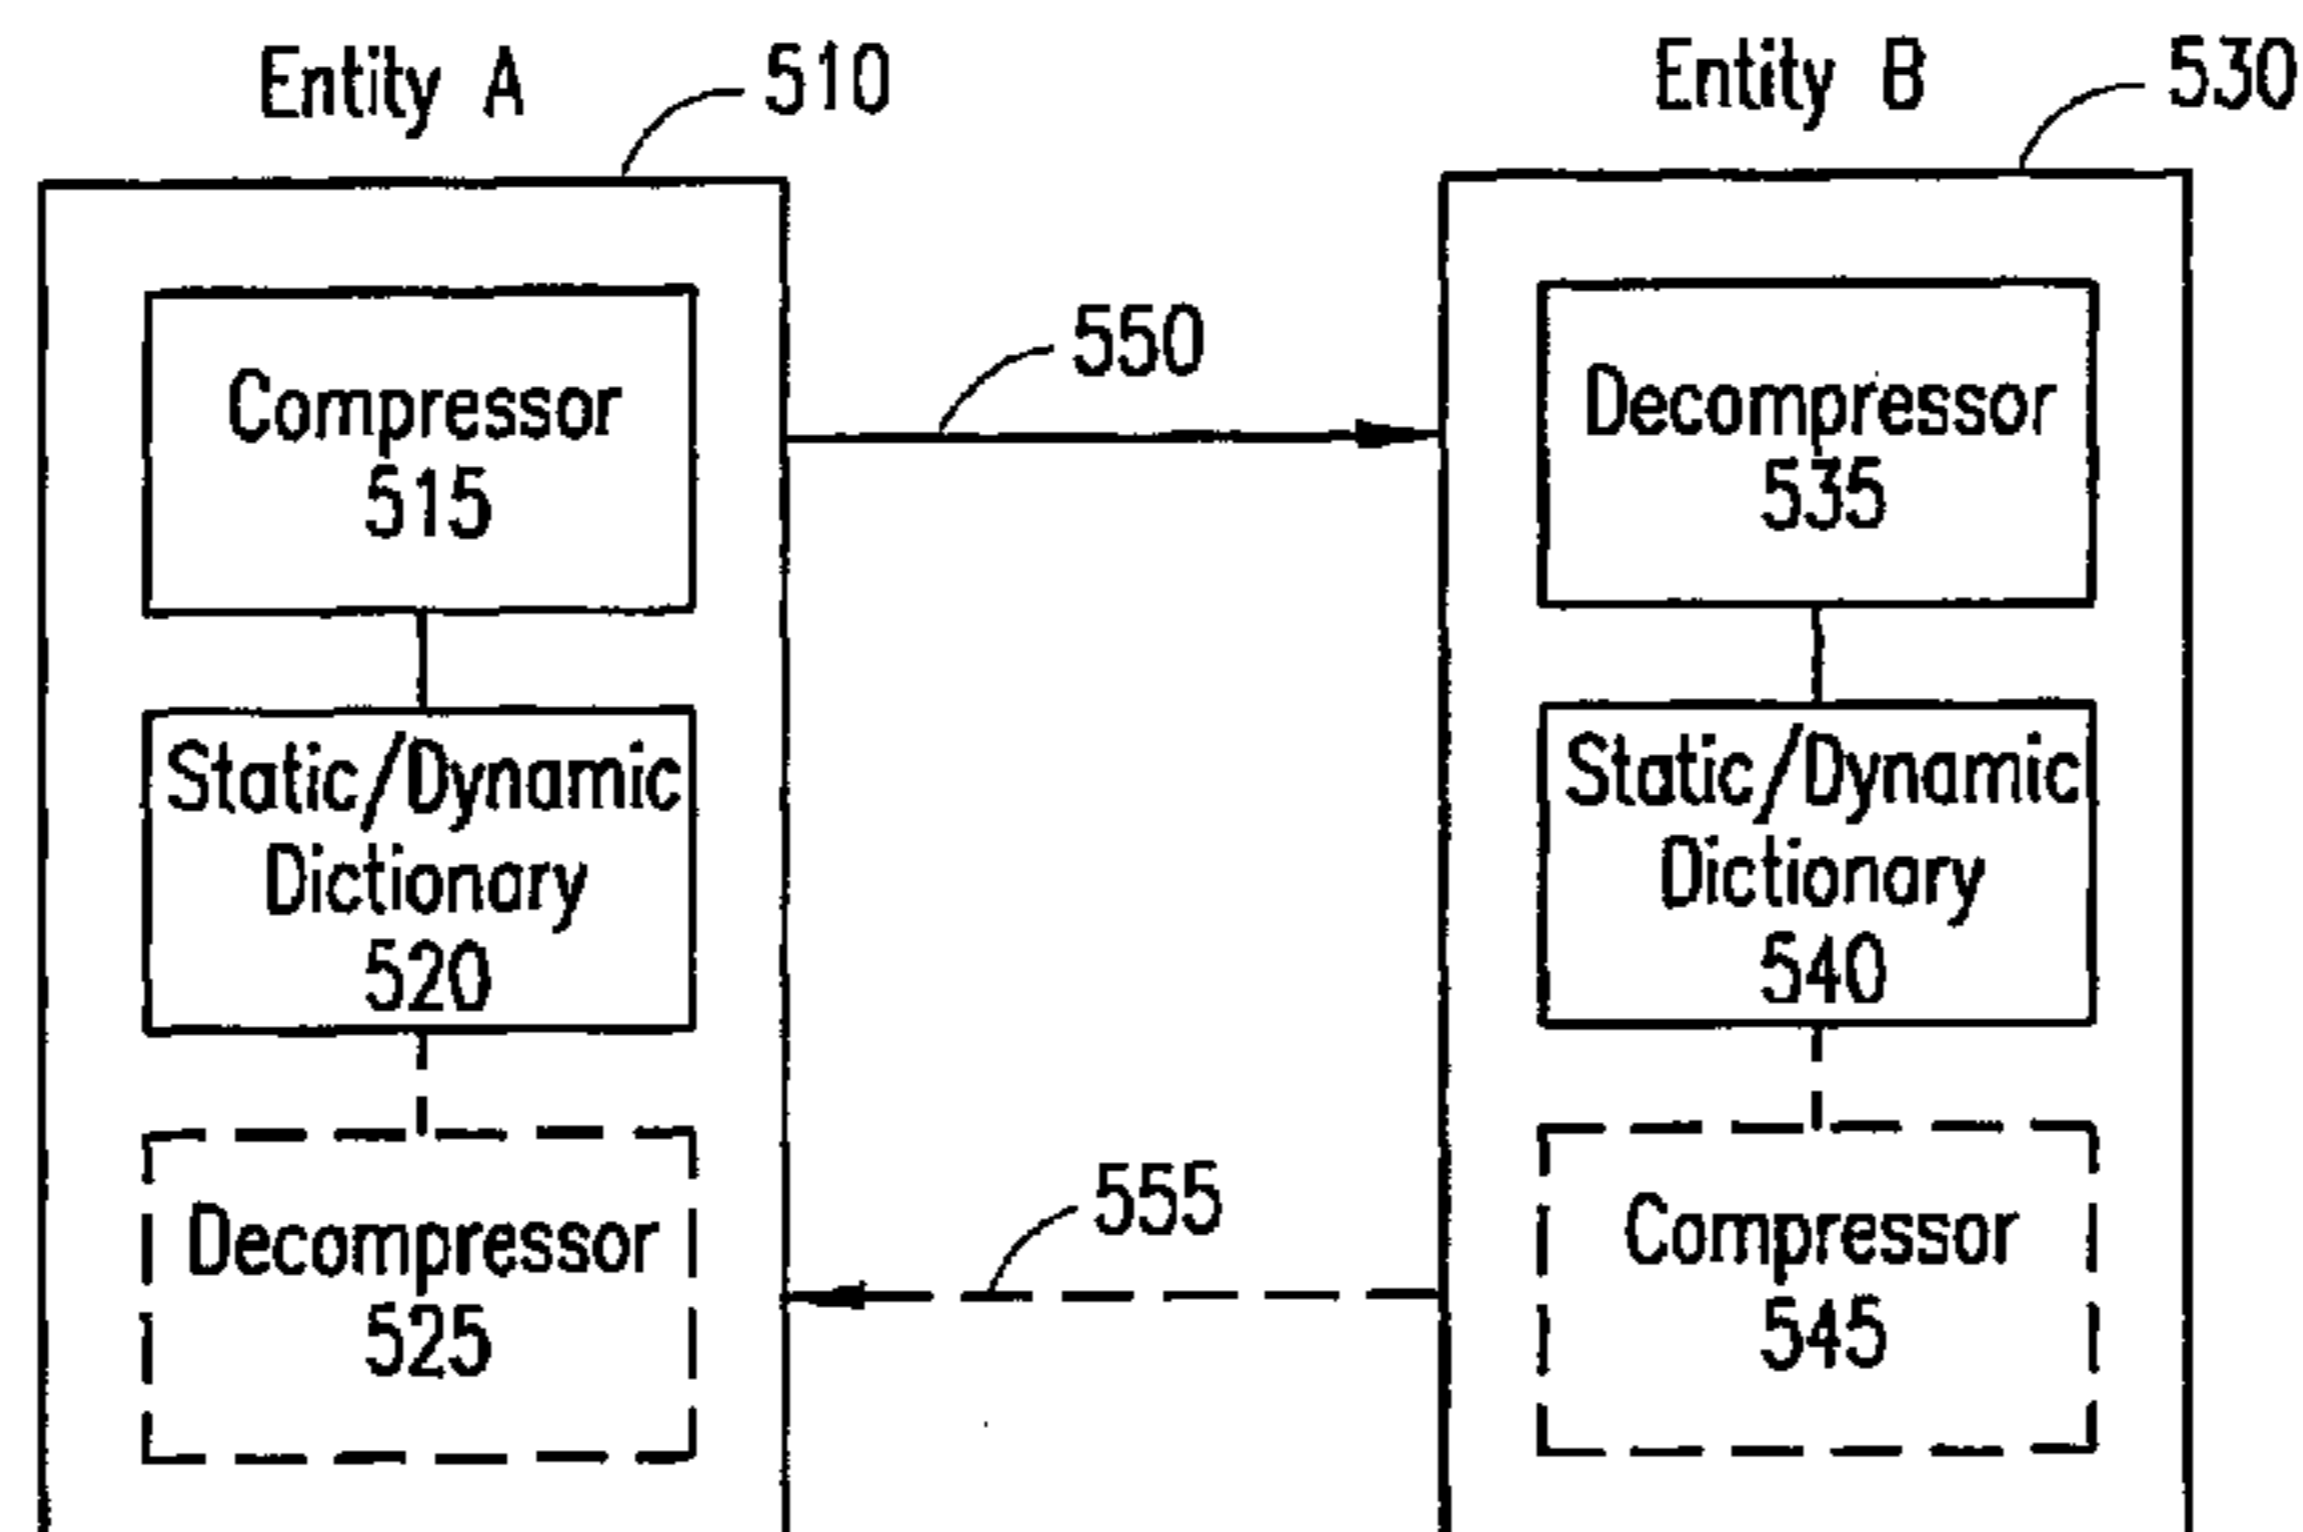 Entity A
510
Entity B
530
Compressor
515
550
Decompressor
535
Static/Dynamic
Dictionary
520
Static/Dynamic
Dictionary
540
Decompressor
525
555
Compressor
545